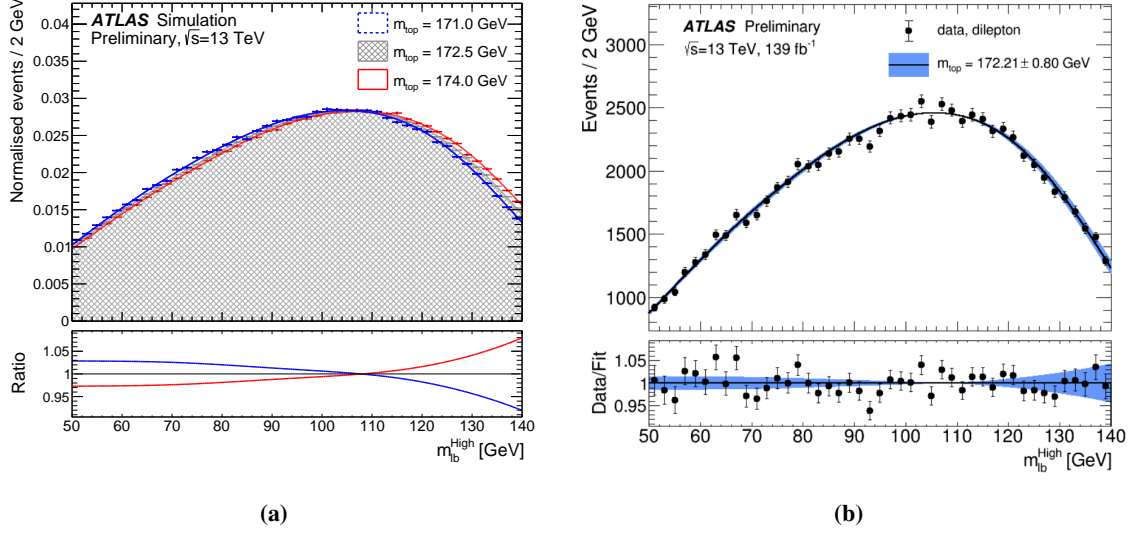 ATLAS Simulation
Preliminary, √s=13 TeV
m_top = 171.0 GeV
m_top = 172.5 GeV
m_top = 174.0 GeV
Normalised events / 2 GeV
0.04
0.035
0.03
0.025
0.02
0.015
0.01
0.005
0
Ratio
1.05
1
0.95
50 60 70 80 90 100 110 120 130 140
m_lb^High [GeV]
(a)
ATLAS Preliminary
√s=13 TeV, 139 fb⁻¹
data, dilepton
m_top = 172.21 ± 0.80 GeV
Events / 2 GeV
3000
2500
2000
1500
1000
Data/Fit
1.05
1
0.95
50 60 70 80 90 100 110 120 130 140
m_lb^High [GeV]
(b)